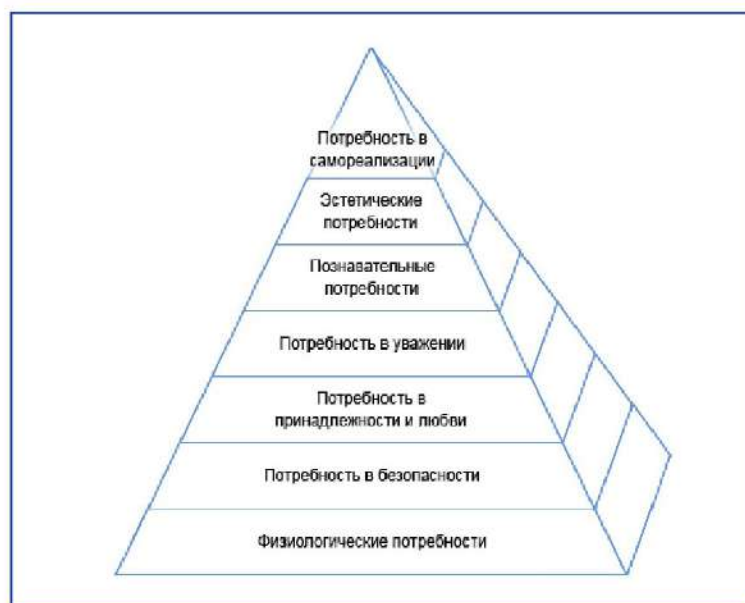 Потребность в
самореализации
Эстетические
потребности
Познавательные
потребности
Потребность в уважении
Потребность в
принадлежности и любви
Потребность в безопасности
Физиологические потребности